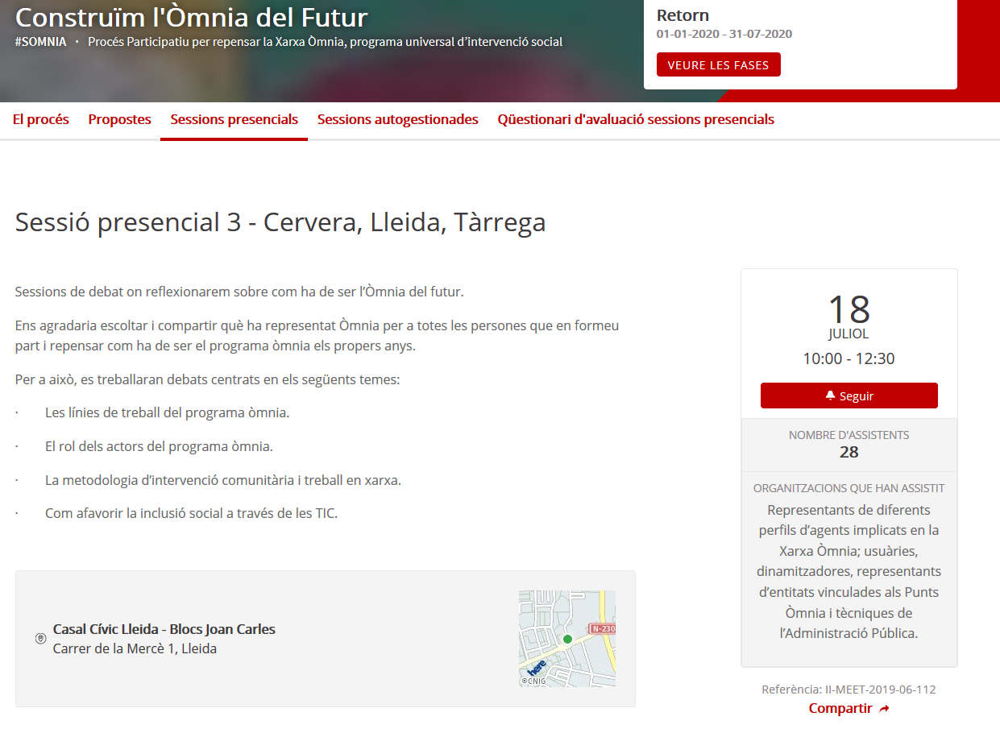 Construïm l'Òmnia del Futur
#SOMNIA · Procés Participatiu per repensar la Xarxa Òmnia, programa universal d’intervenció social
Retorn
01-01-2020 - 31-07-2020
VEURE LES FASES
El procés Propostes Sessions presencials Sessions autogestionades Qüestionari d'avaluació sessions presencials
Sessió presencial 3 - Cervera, Lleida, Tàrrega
Sessions de debat on reflexionarem sobre com ha de ser l’Òmnia del futur.
Ens agradaria escoltar i compartir què ha representat Òmnia per a totes les persones que en formeu
part i repensar com ha de ser el programa òmnia els propers anys.
Per a això, es treballaran debats centrats en els següents temes:
· Les línies de treball del programa òmnia.
· El rol dels actors del programa òmnia.
· La metodologia d’intervenció comunitària i treball en xarxa.
· Com afavorir la inclusió social a través de les TIC.
Casal Cívic Lleida - Blocs Joan Carles
Carrer de la Mercè 1, Lleida
N-230
here
©CNIG
18
JULIOL
10:00 - 12:30
Seguir
NOMBRE D'ASSISTENTS
28
ORGANITZACIONS QUE HAN ASSISTIT
Representants de diferents
perfils d’agents implicats en la
Xarxa Òmnia; usuàries,
dinamitzadores, representants
d’entitats vinculades als Punts
Òmnia i tècniques de
l’Administració Pública.
Referència: II-MEET-2019-06-112
Compartir